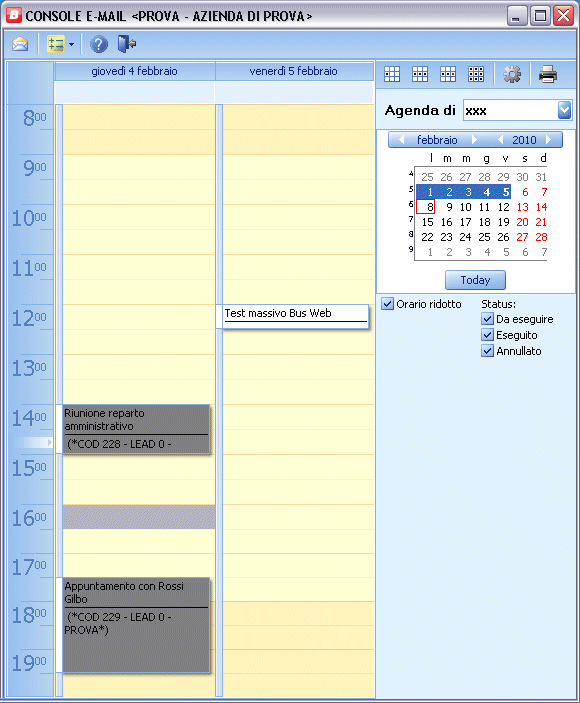 CONSOLE E-MAIL <PROVA - AZIENDA DI PROVA>
giovedì 4 febbraio
venerdì 5 febbraio
8 00
9 00
10 00
11 00
12 00
13 00
14 00
15 00
16 00
17 00
18 00
19 00
Riunione reparto
amministrativo
(*COD 228 - LEAD 0 -
Appuntamento con Rossi
Gilbo
(*COD 229 - LEAD 0 -
PROVA*)
Test massivo Bus Web
Agenda di xxx
febbraio 2010
l m m g v s d
4 25 26 27 28 29 30 31
5 1 2 3 4 5 6 7
6 8 9 10 11 12 13 14
7 15 16 17 18 19 20 21
8 22 23 24 25 26 27 28
9 1 2 3 4 5 6 7
Today
Orario ridotto
Status:
Da eseguire
Eseguito
Annullato